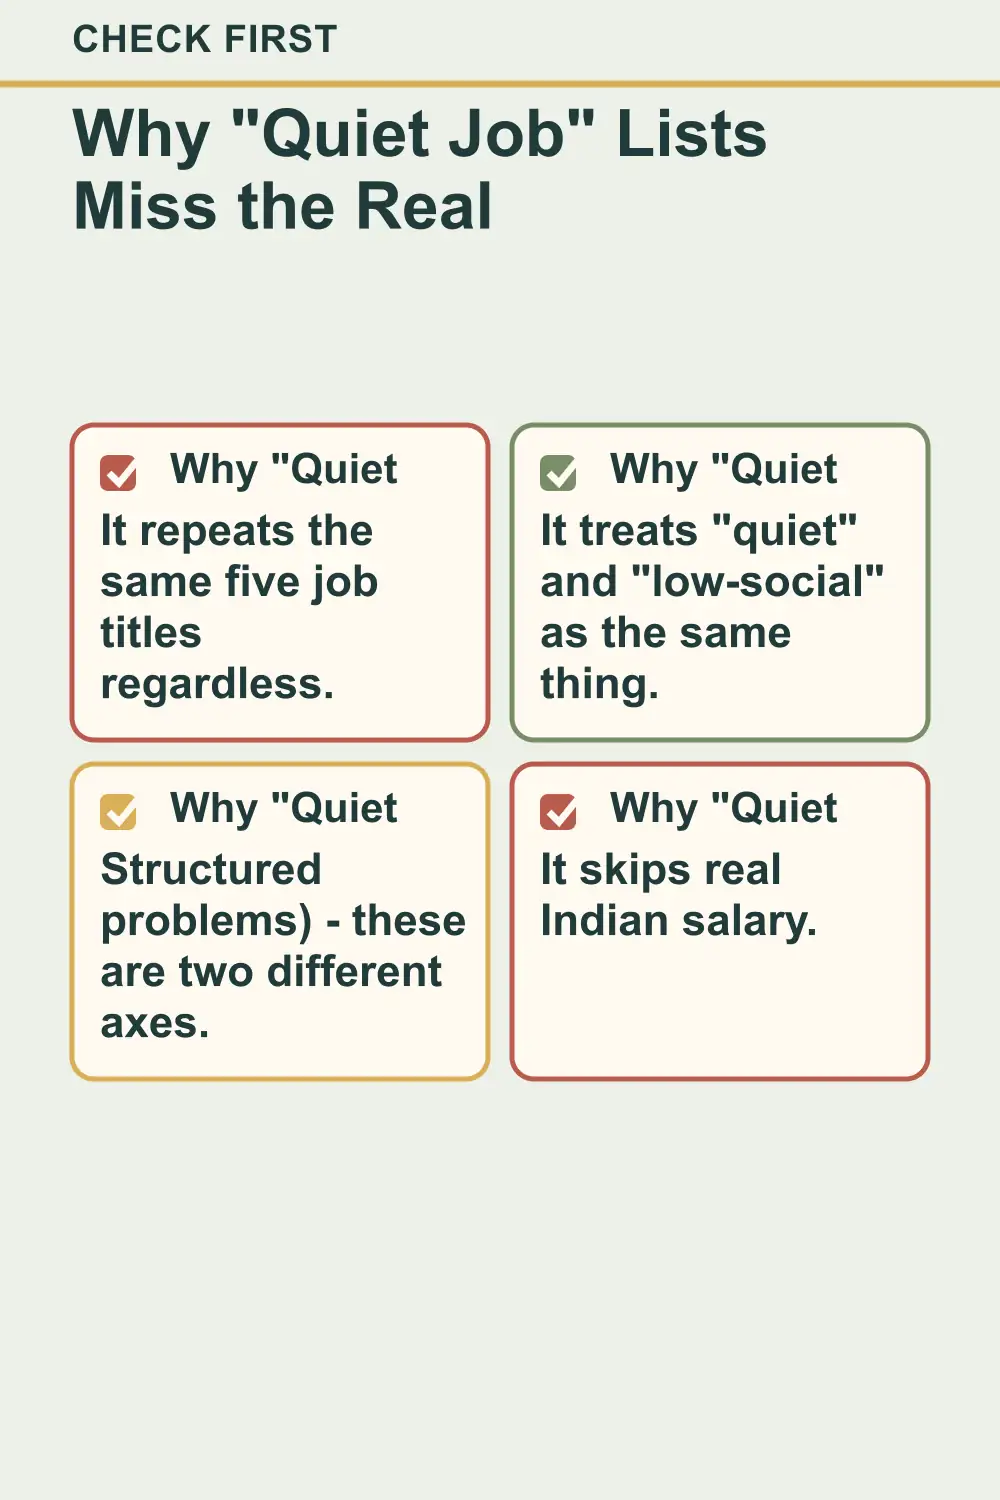 CHECK FIRST
Why "Quiet Job" Lists
Miss the Real
Why "Quiet
It repeats the
same five job
titles
regardless.
Why "Quiet
It treats "quiet"
and "low-social"
as the same
thing.
Why "Quiet
Structured
problems) - these
are two different
axes.
Why "Quiet
It skips real
Indian salary.